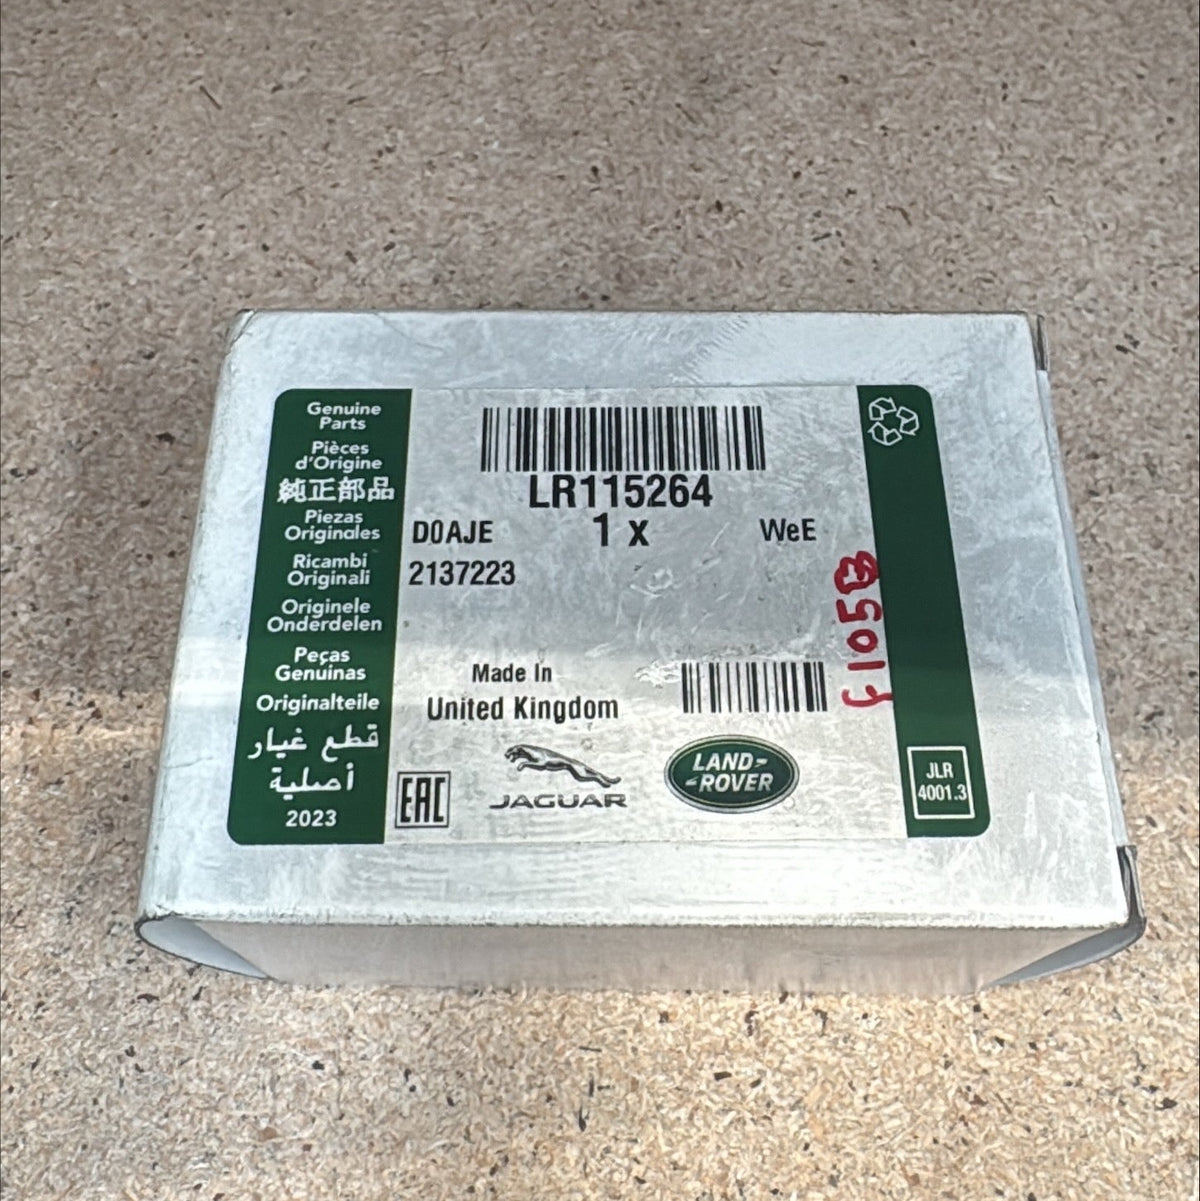 Genuine
Parts
Pièces
d'Origine
純正部品
Piezas
Originales
Ricambi
Originali
Originele
Onderdelen
Peças
Genuinas
Originalteile
قطع غيار
أصلية
2023
LR115264
D0AJE 1 x WeE
2137223
Made In
United Kingdom
EAC
JAGUAR
LAND-
-ROVER
JLR
4001.3